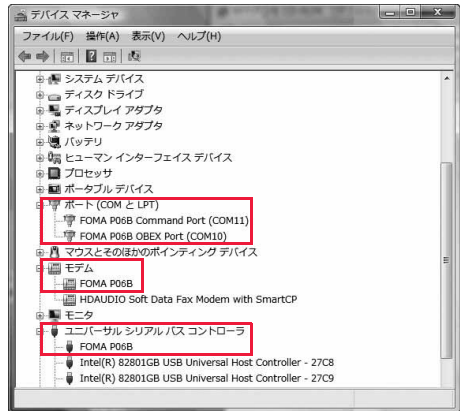 デバイス マネージャ
ファイル(F) 操作(A) 表示(V) ヘルプ(H)
システム デバイス
ディスク ドライブ
ディスプレイ アダプタ
ネットワーク アダプタ
バッテリ
ヒューマン インターフェイス デバイス
プロセッサ
ポータブル デバイス
ポート (COM と LPT)
FOMA P06B Command Port (COM11)
FOMA P06B OBEX Port (COM10)
マウスとそのほかのポインティング デバイス
モデム
FOMA P06B
HDAUDIO Soft Data Fax Modem with SmartCP
モニタ
ユニバーサル シリアル バス コントローラ
FOMA P06B
Intel(R) 82801GB USB Universal Host Controller - 27C8
Intel(R) 82801GB USB Universal Host Controller - 27C9